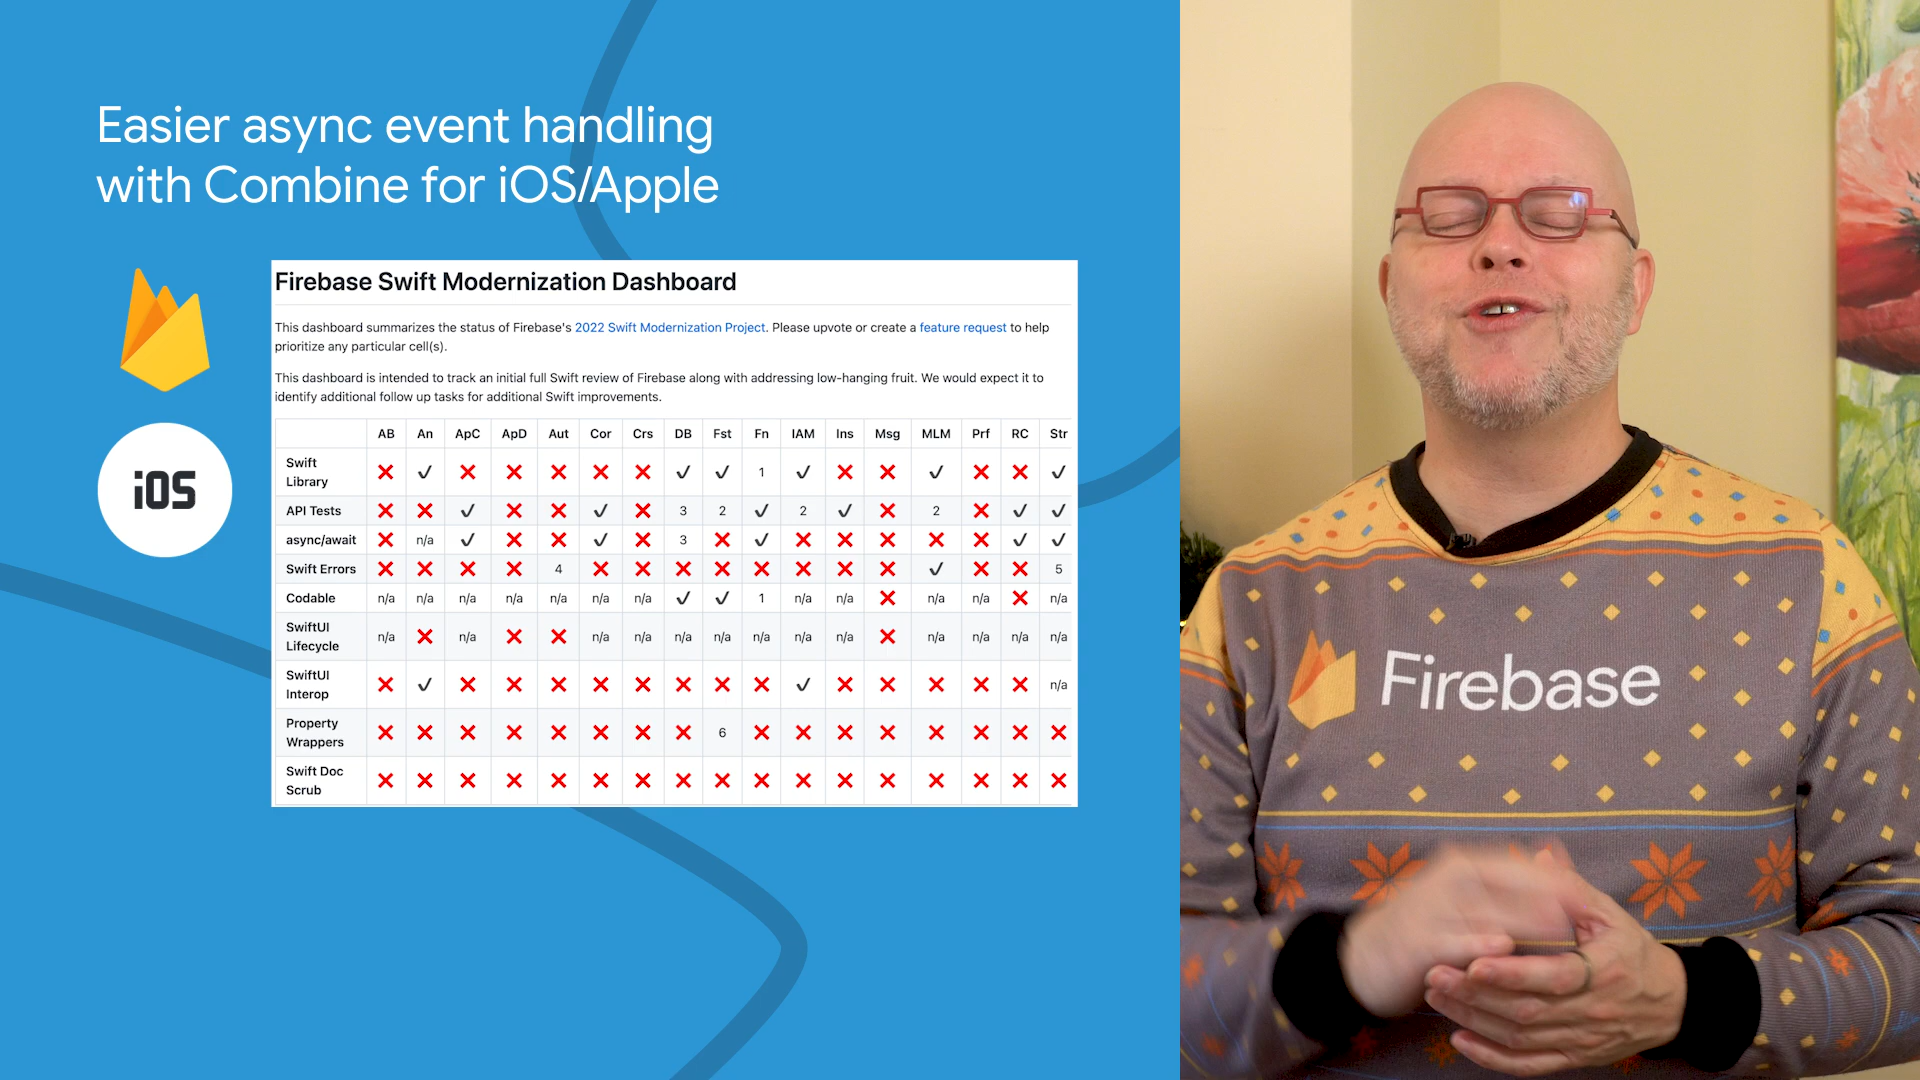 Easier async event handling
with Combine for iOS/Apple
iOS
Firebase Swift Modernization Dashboard
This dashboard summarizes the status of Firebase's 2022 Swift Modernization Project. Please upvote or create a feature request to help
prioritize any particular cell(s).
This dashboard is intended to track an initial full Swift review of Firebase along with addressing low-hanging fruit. We would expect it to
identify additional follow up tasks for additional Swift improvements.
AB An ApC ApD Aut Cor Crs DB Fst Fn IAM Ins Msg MLM Prf RC Str
Swift
Library ❌ ✓ ❌ ❌ ❌ ❌ ❌ ✓ ✓ 1 ✓ ❌ ❌ ✓ ❌ ❌ ✓
API Tests ❌ ❌ ✓ ❌ ❌ ✓ ❌ 3 2 ✓ 2 ✓ ❌ 2 ❌ ✓ ✓
async/await ❌ n/a ✓ ❌ ❌ ✓ ❌ 3 ❌ ✓ ❌ ❌ ❌ ❌ ❌ ✓ ✓
Swift Errors ❌ ❌ ❌ ❌ 4 ❌ ❌ ❌ ❌ ❌ ❌ ❌ ❌ ✓ ❌ ❌ 5
Codable n/a n/a n/a n/a n/a n/a n/a ✓ ✓ 1 n/a n/a ❌ n/a n/a ❌ n/a
SwiftUI
Lifecycle n/a ❌ n/a ❌ ❌ n/a n/a n/a n/a n/a n/a n/a ❌ n/a n/a n/a n/a
SwiftUI
Interop ❌ ✓ ❌ ❌ ❌ ❌ ❌ ❌ ❌ ❌ ✓ ❌ ❌ ❌ ❌ ❌ n/a
Property
Wrappers ❌ ❌ ❌ ❌ ❌ ❌ ❌ ❌ 6 ❌ ❌ ❌ ❌ ❌ ❌ ❌ ❌
Swift Doc
Scrub ❌ ❌ ❌ ❌ ❌ ❌ ❌ ❌ ❌ ❌ ❌ ❌ ❌ ❌ ❌ ❌ ❌
Firebase